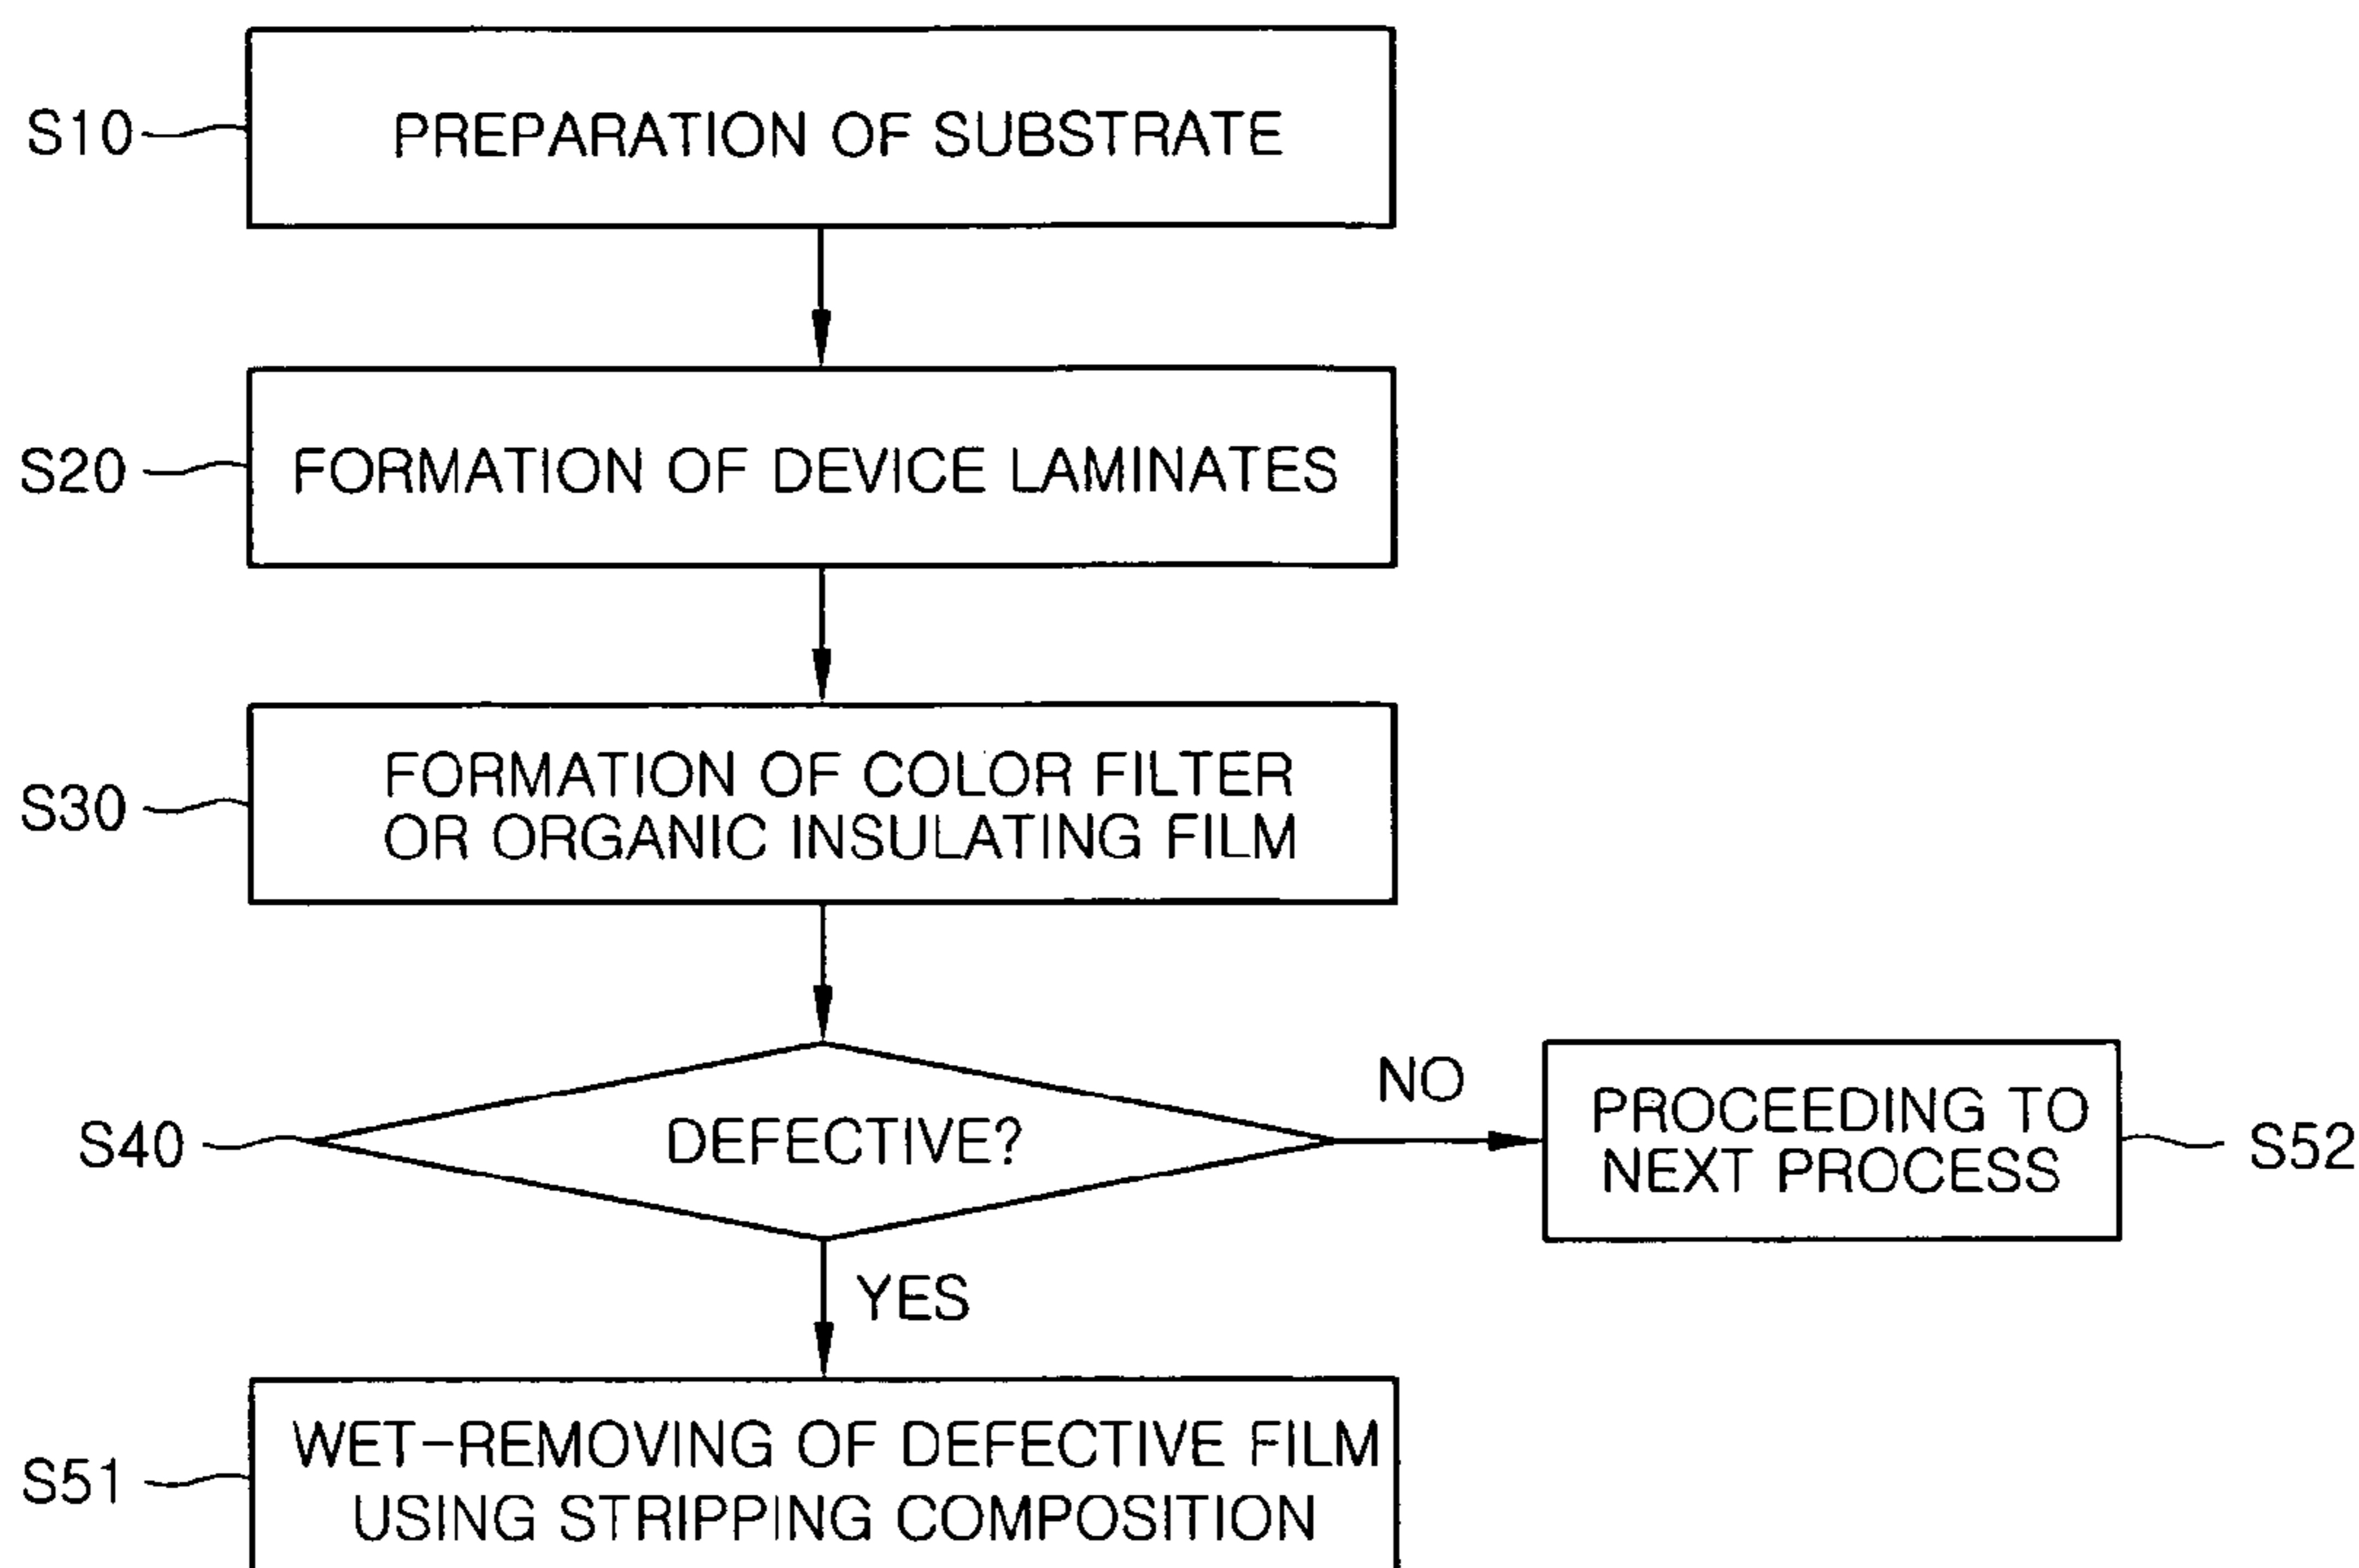 S10
PREPARATION OF SUBSTRATE
S20
FORMATION OF DEVICE LAMINATES
S30
FORMATION OF COLOR FILTER
OR ORGANIC INSULATING FILM
S40
DEFECTIVE?
NO
PROCEEDING TO
NEXT PROCESS
S52
YES
S51
WET-REMOVING OF DEFECTIVE FILM
USING STRIPPING COMPOSITION